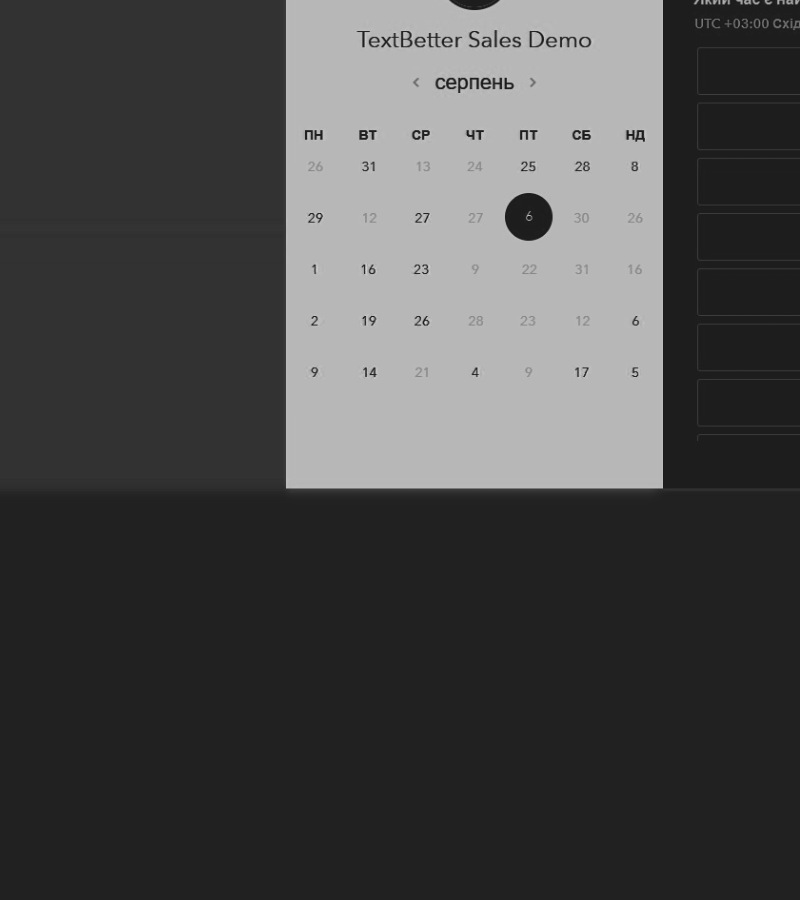 Який час є най
TextBetter Sales Demo
UTC +03:00 Схід
серпень
ПН ВТ СР ЧТ ПТ СБ НД
26 31 13 24 25 28 8
29 12 27 27 6 30 26
1 16 23 9 22 31 16
2 19 26 28 23 12 6
9 14 21 4 9 17 5